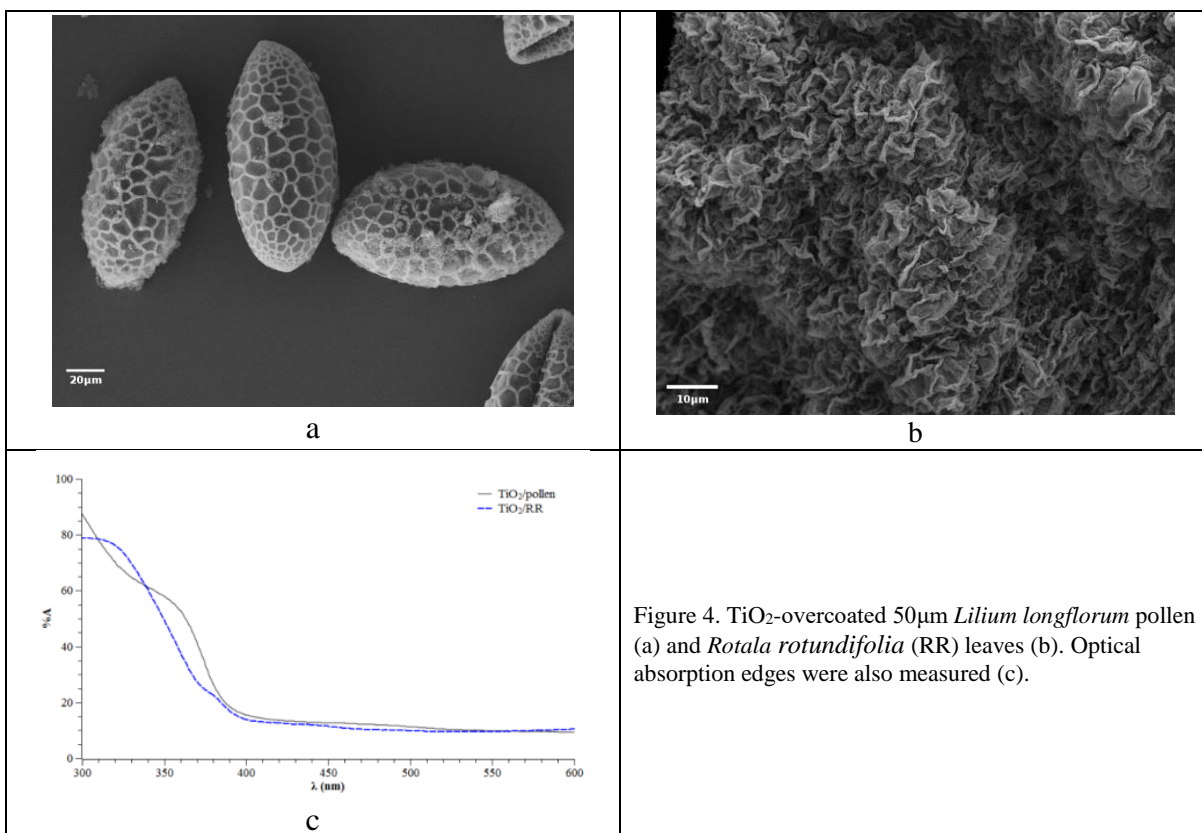 20µm
a
10µm
b
100
80
60
40
20
0
%A
300
350
400
450
500
550
600
λ (nm)
TiO₂/pollen
TiO₂/RR
c
Figure 4. TiO₂-overcoated 50µm Lilium longflorum pollen
(a) and Rotala rotundifolia (RR) leaves (b). Optical
absorption edges were also measured (c).